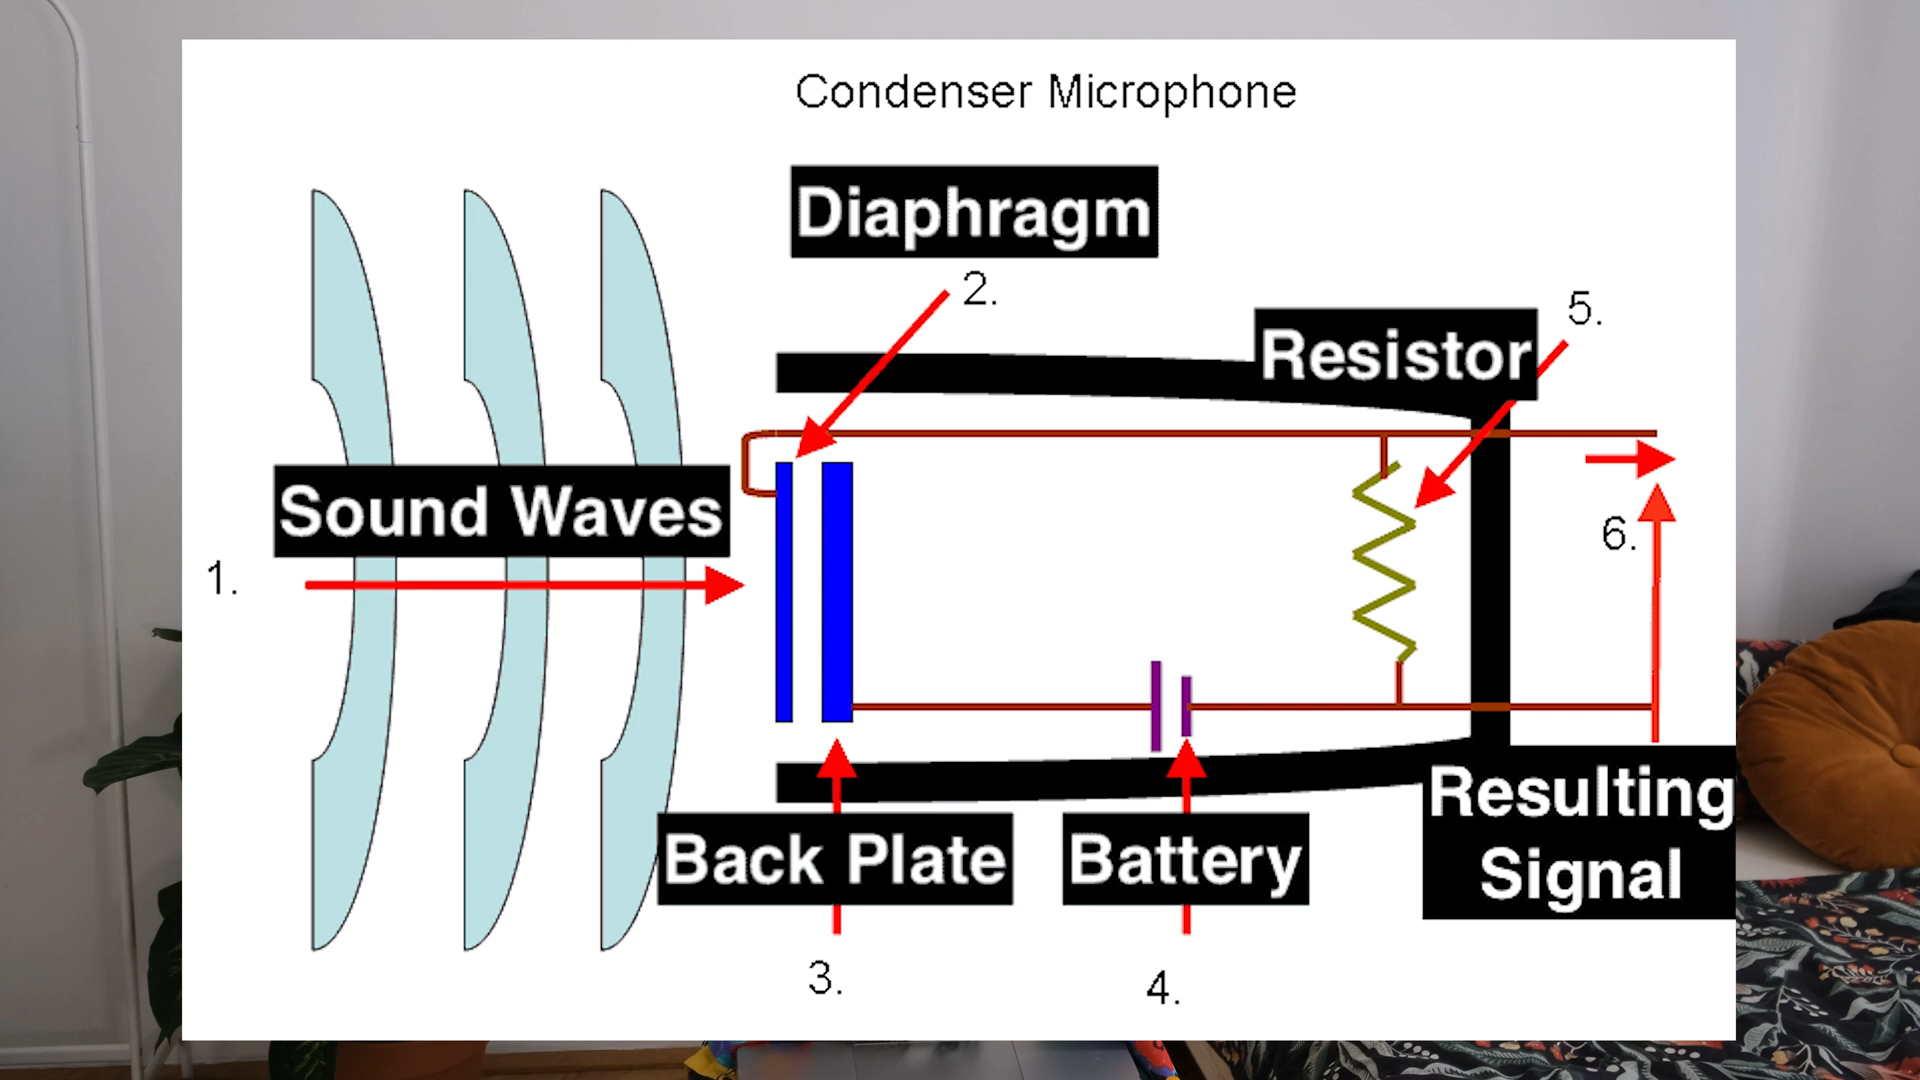 Condenser Microphone
Diaphragm
2.
5.
Resistor
Sound Waves
6.
1.
Resulting
Signal
Back Plate
Battery
3.
4.